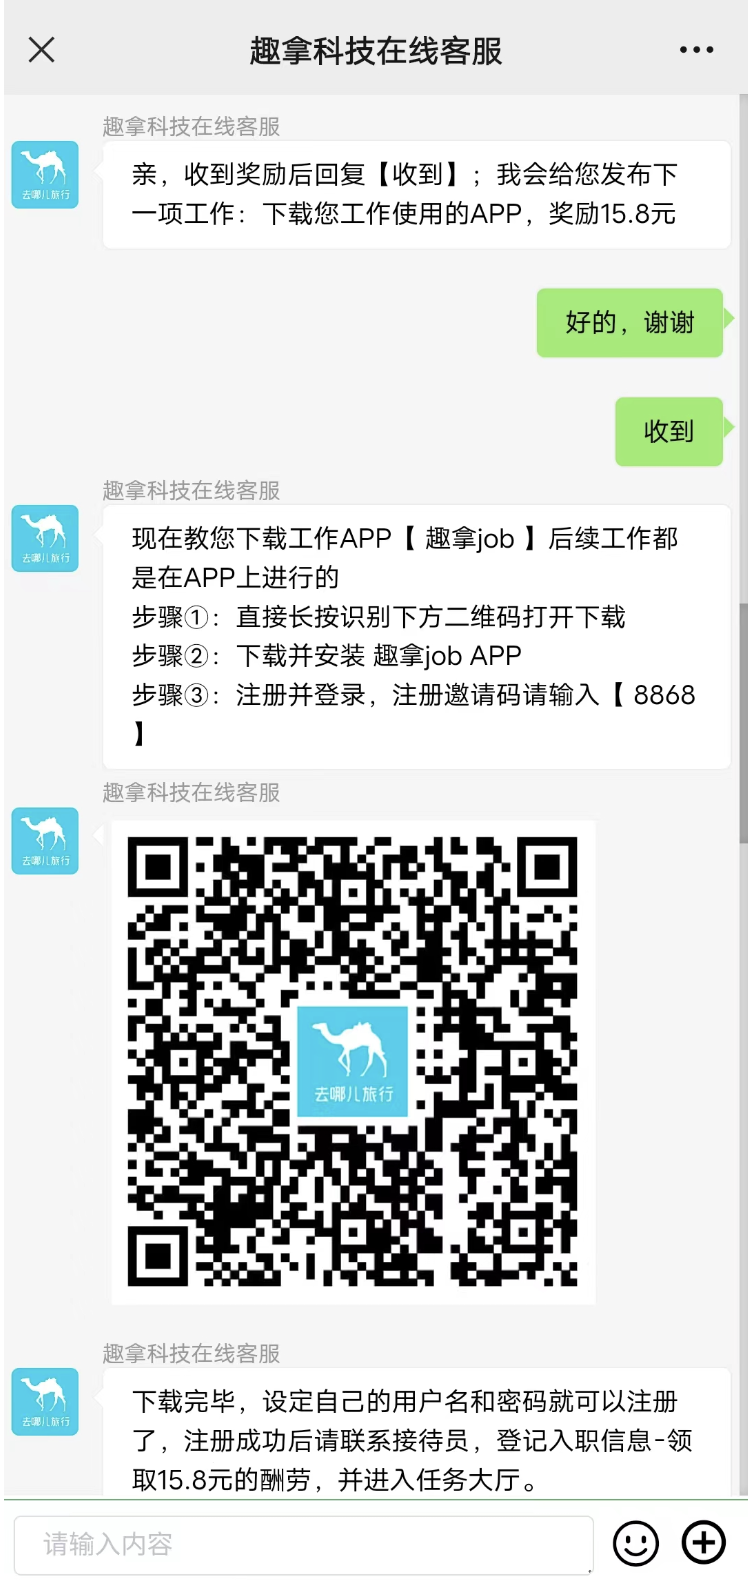 趣拿科技在线客服
趣拿科技在线客服
去哪儿旅行
亲，收到奖励后回复【收到】；我会给您发布下
一项工作：下载您工作使用的APP，奖励15.8元
好的，谢谢
收到
趣拿科技在线客服
去哪儿旅行
现在教您下载工作APP【 趣拿job 】后续工作都
是在APP上进行的
步骤①：直接长按识别下方二维码打开下载
步骤②：下载并安装 趣拿job APP
步骤③：注册并登录，注册邀请码请输入【 8868
】
趣拿科技在线客服
去哪儿旅行
去哪儿旅行
趣拿科技在线客服
去哪儿旅行
下载完毕，设定自己的用户名和密码就可以注册
了，注册成功后请联系接待员，登记入职信息-领
取15.8元的酬劳，并进入任务大厅。
请输入内容